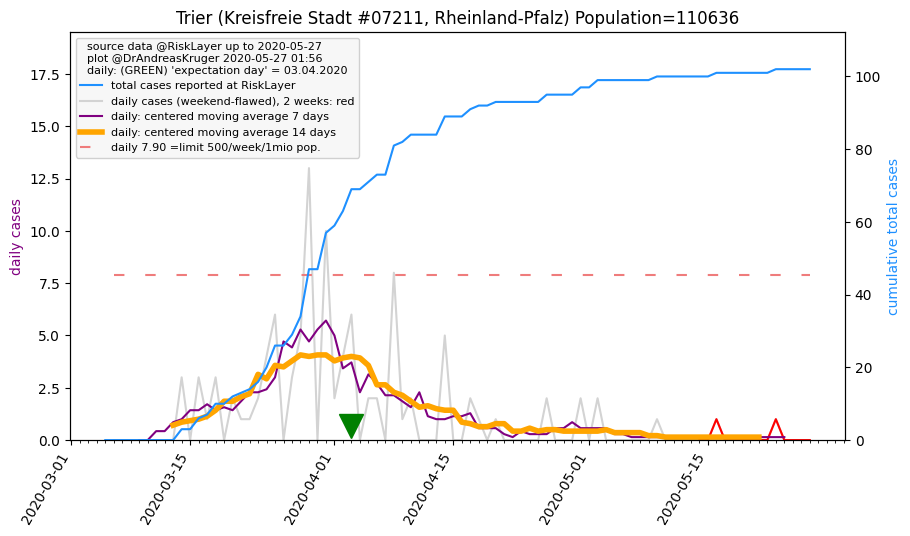 Trier (Kreisfreie Stadt #07211, Rheinland-Pfalz) Population=110636
source data @RiskLayer up to 2020-05-27
plot @DrAndreasKruger 2020-05-27 01:56
daily: (GREEN) 'expectation day' = 03.04.2020
total cases reported at RiskLayer
daily cases (weekend-flawed), 2 weeks: red
daily: centered moving average 7 days
daily: centered moving average 14 days
daily 7.90 =limit 500/week/1mio pop.
daily cases
17.5
15.0
12.5
10.0
7.5
5.0
2.5
0.0
100
80
60
40
20
0
cumulative total cases
2020-03-01
2020-03-15
2020-04-01
2020-04-15
2020-05-01
2020-05-15